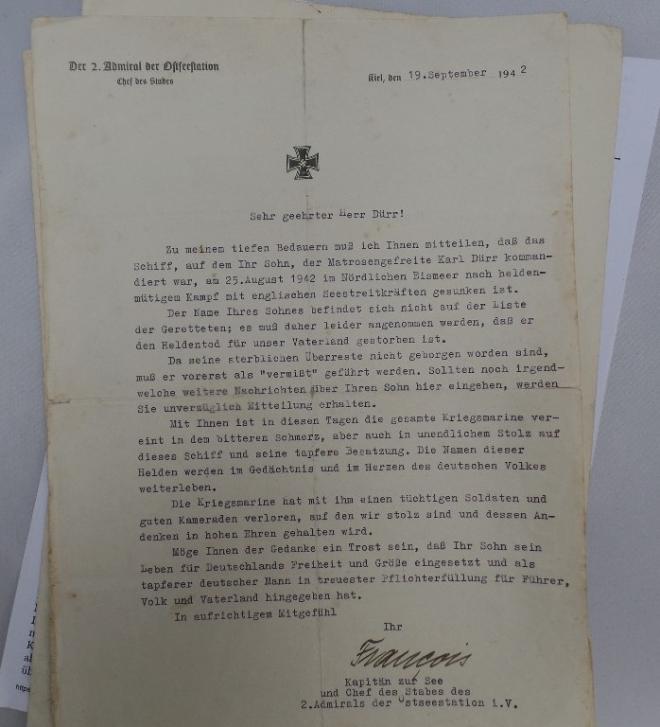 Der 2. Admiral der Ostseestation
Chef des Stabes
Kiel, den 19.September 1942
Sehr geehrter Herr Dürr!
Zu meinem tiefen Bedauern muß ich Ihnen mitteilen, daß das
Schiff, auf dem Ihr Sohn, der Matrosengefreite Karl Dürr komman-
diert war, am 25.August 1942 im Nördlichen Eismeer nach helden-
mütigem Kampf mit englischen Seestreitkräften gesunken ist.
Der Name Ihres Sohnes befindet sich nicht auf der Liste
der Geretteten; es muß daher leider angenommen werden, daß er
den Heldentod für unser Vaterland gestorben ist.
Da seine sterblichen Überreste nicht geborgen worden sind,
muß er vorerst als "vermißt" geführt werden. Sollten noch irgend-
welche weitere Nachrichten über Ihren Sohn hier eingehen, werden
Sie unverzüglich Mitteilung erhalten.
Mit Ihnen ist in diesen Tagen die gesamte Kriegsmarine ver-
eint in dem bitteren Schmerz, aber auch in unendlichem Stolz auf
dieses Schiff und seine tapfere Besatzung. Die Namen dieser
Helden werden im Gedächtnis und im Herzen des deutschen Volkes
weiterleben.
Die Kriegsmarine hat mit ihm einen tüchtigen Soldaten und
guten Kameraden verloren, auf den wir stolz sind und dessen An-
denken in hohen Ehren gehalten wird.
Möge Ihnen der Gedanke ein Trost sein, daß Ihr Sohn sein
Leben für Deutschlands Freiheit und Größe eingesetzt und als
tapferer deutscher Mann in treuester Pflichterfüllung für Führer,
Volk und Vaterland hingegeben hat.
In aufrichtigem Mitgefühl
Ihr
François
Kapitän zur See
und Chef des Stabes des
2.Admirals der Ostseestation i.V.